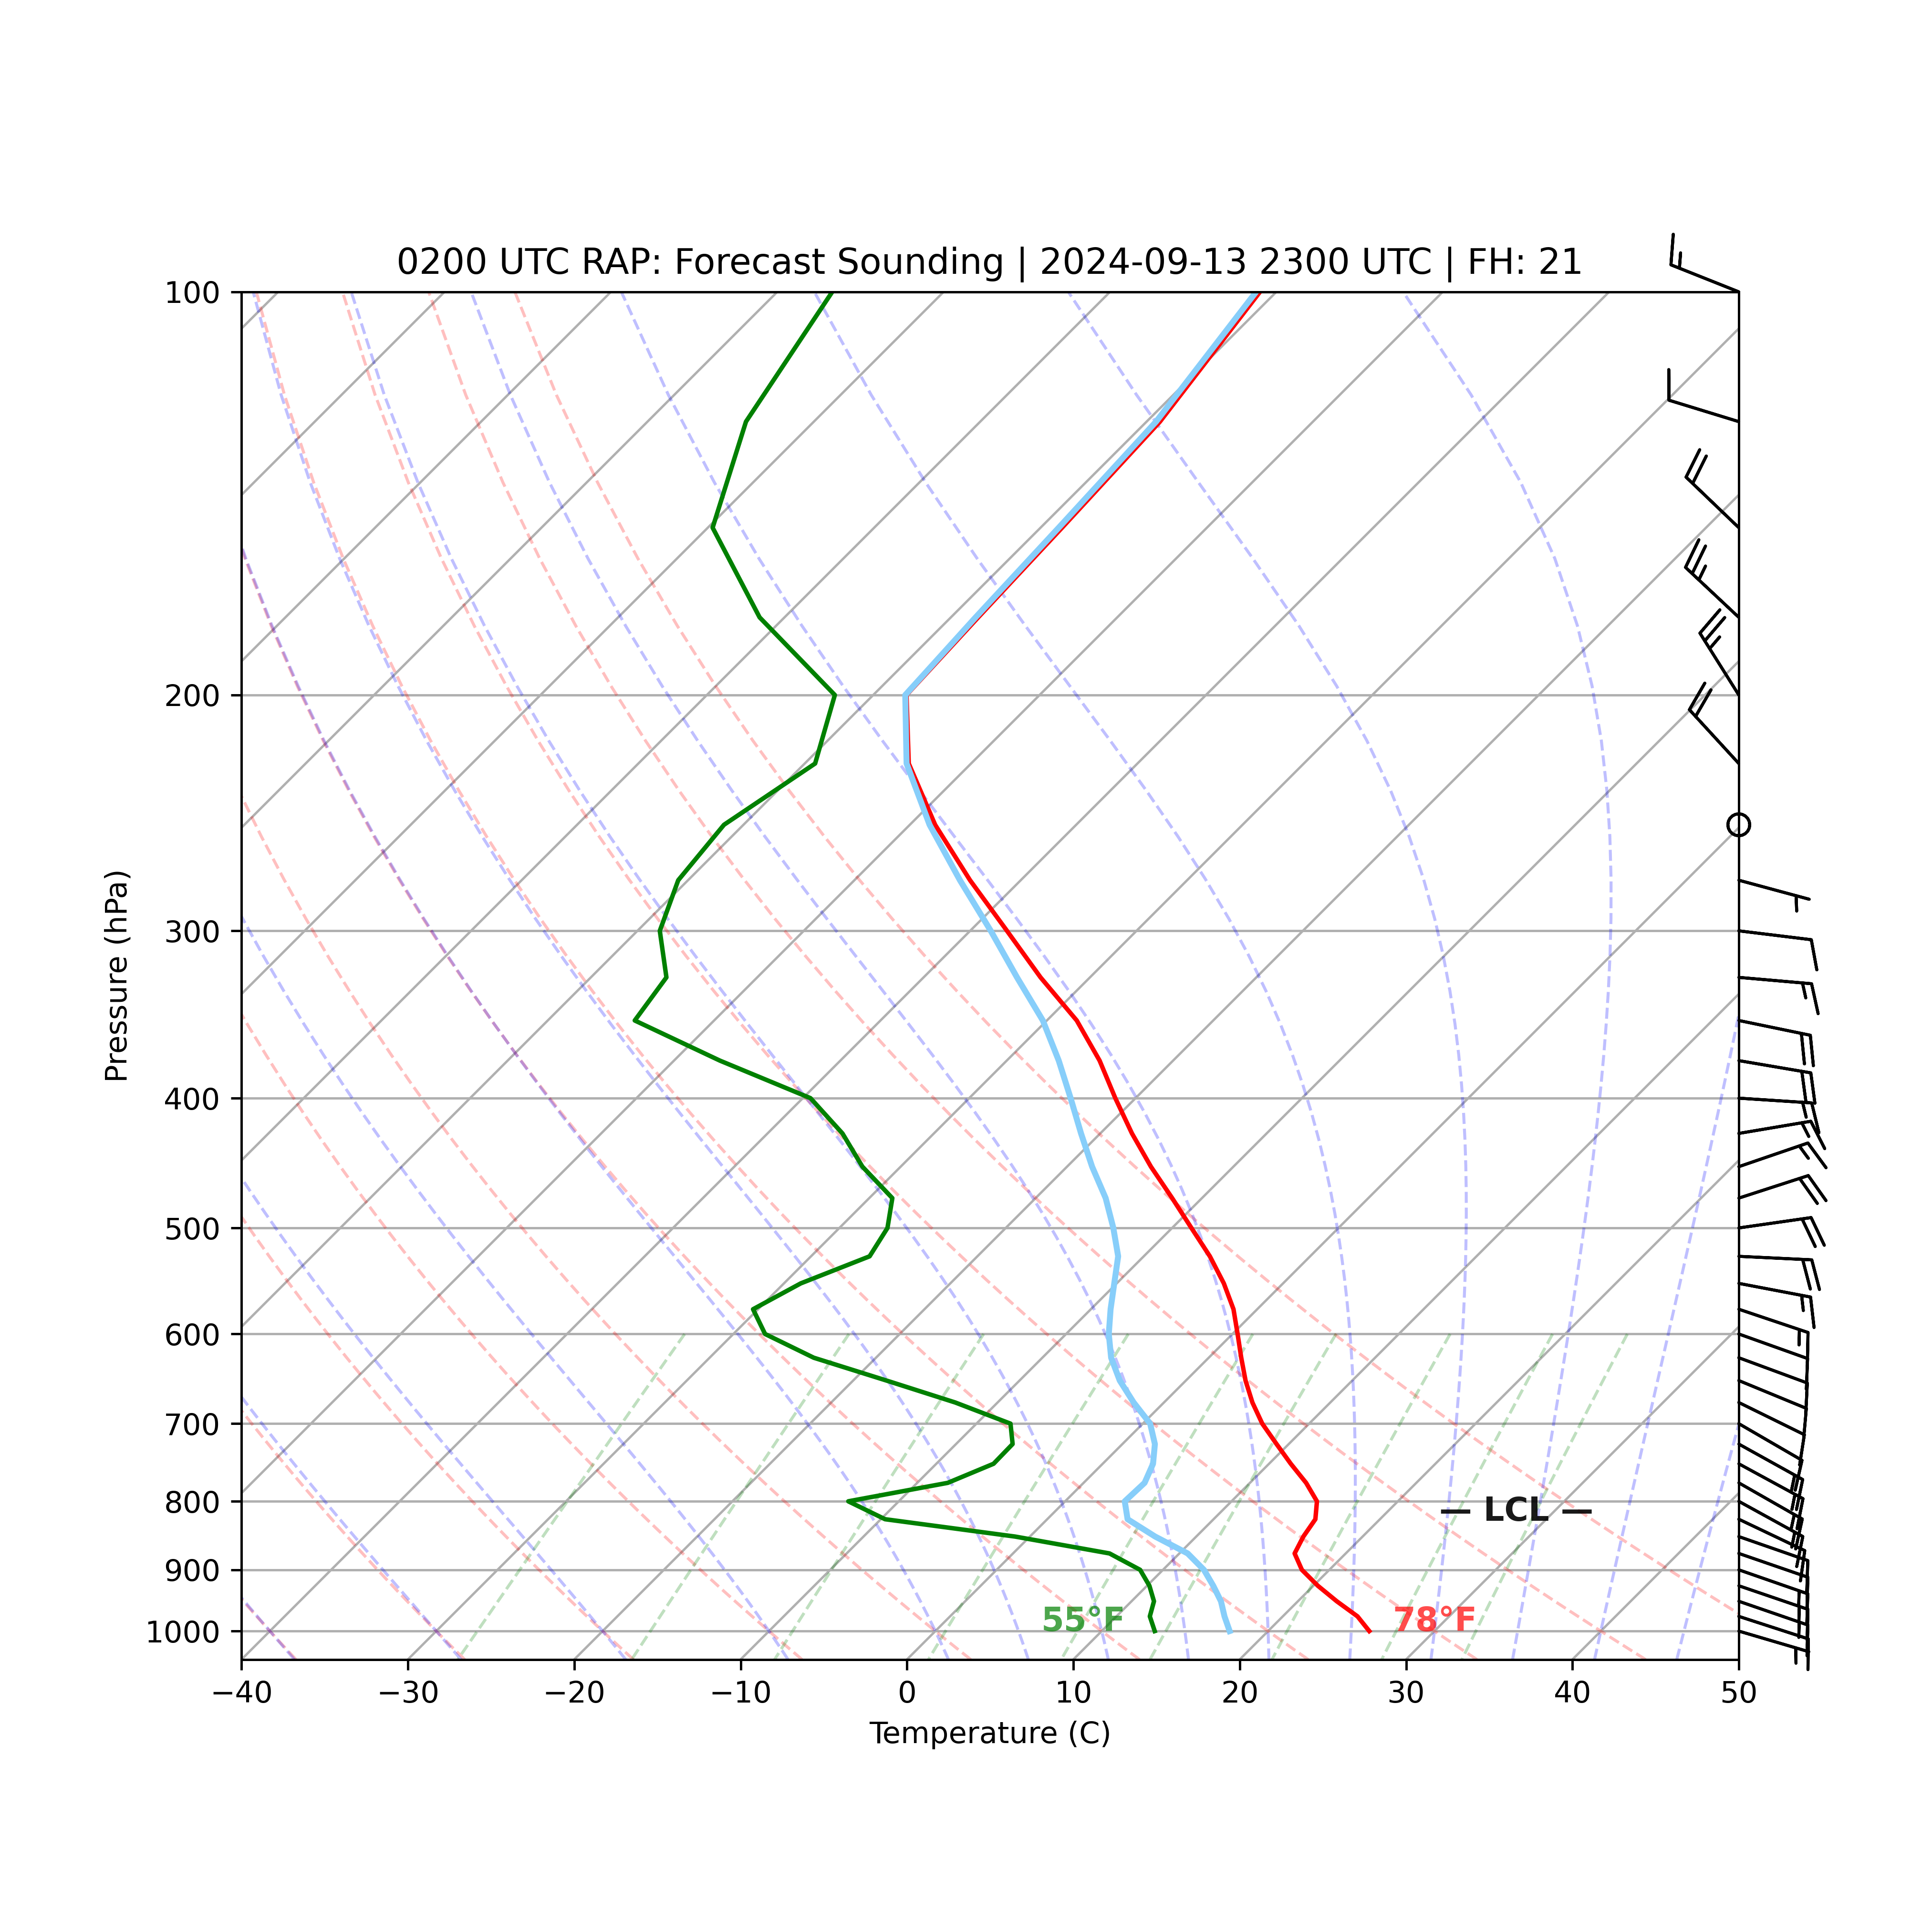 0200 UTC RAP: Forecast Sounding | 2024-09-13 2300 UTC | FH: 21
100
200
300
400
500
600
700
800
900
1000
Pressure (hPa)
— LCL —
55°F
78°F
−40 −30 −20 −10 0 10 20 30 40 50
Temperature (C)